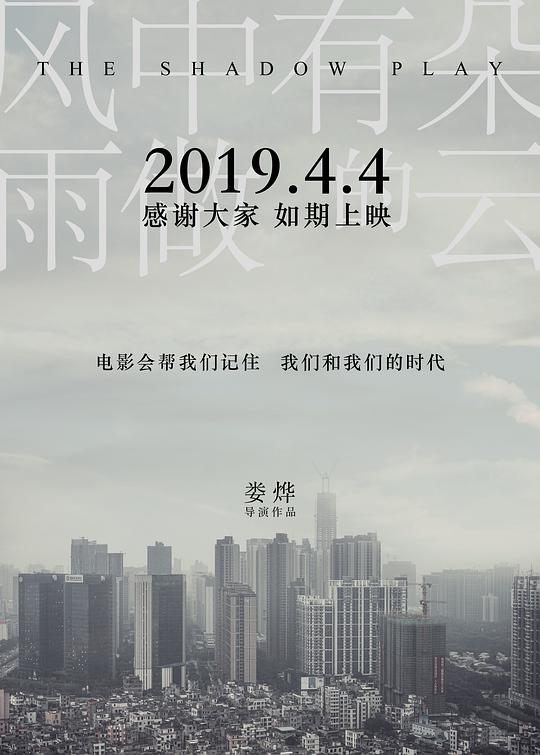 风中有朵
THE SHADOW PLAY
雨做的云
2019.4.4
感谢大家 如期上映
电影会帮我们记住 我们和我们的时代
娄烨
导演作品